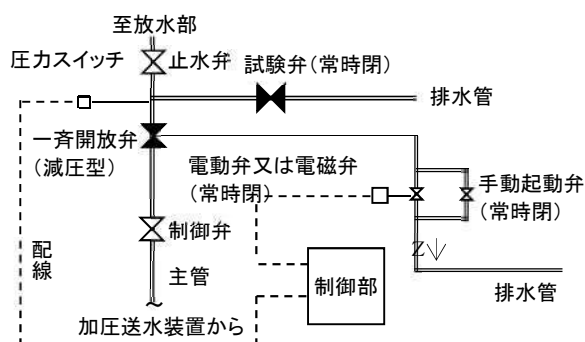 至放水部
圧力スイッチ
止水弁
試験弁(常時閉)
排水管
一斉開放弁
(減圧型)
電動弁又は電磁弁
(常時閉)
手動起動弁
(常時閉)
制御弁
配線
主管
制御部
排水管
加圧送水装置から